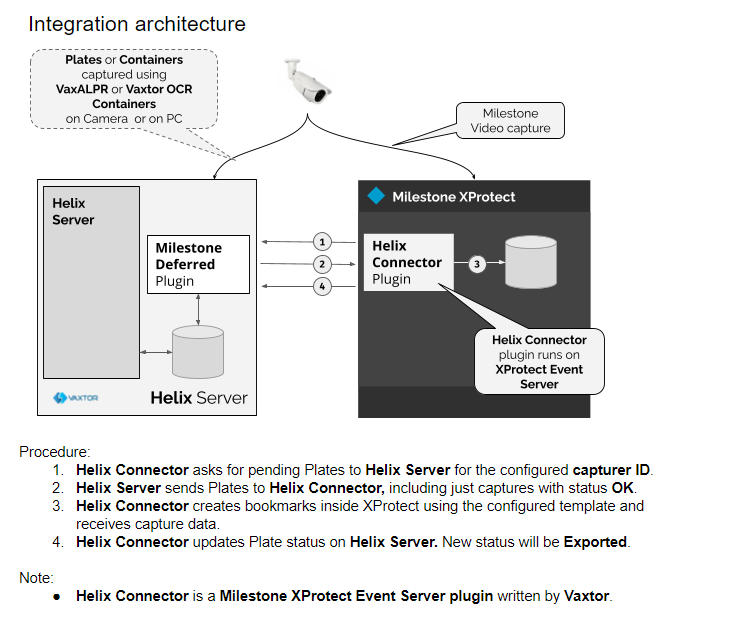 Integration architecture
Plates or Containers
captured using
VaxALPR or Vaxtor OCR
Containers
on Camera or on PC
Milestone
Video capture
Helix
Server
Milestone
Deferred
Plugin
VAXTOR
Helix Server
1
2
4
Milestone XProtect
Helix
Connector
Plugin
3
Helix Connector
plugin runs on
XProtect Event
Server
Procedure:
1. Helix Connector asks for pending Plates to Helix Server for the configured capturer ID.
2. Helix Server sends Plates to Helix Connector, including just captures with status OK.
3. Helix Connector creates bookmarks inside XProtect using the configured template and
receives capture data.
4. Helix Connector updates Plate status on Helix Server. New status will be Exported.
Note:
● Helix Connector is a Milestone XProtect Event Server plugin written by Vaxtor.